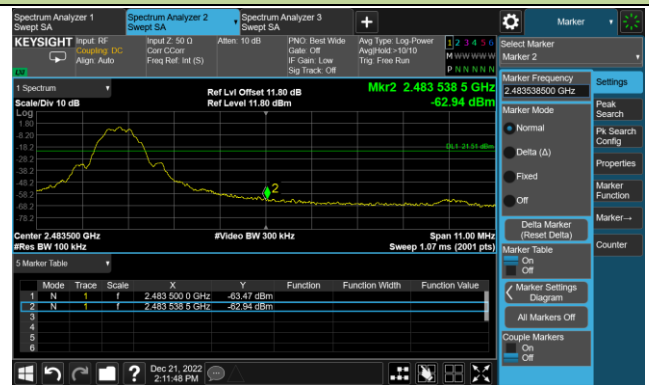 Spectrum Analyzer 1
Swept SA
Spectrum Analyzer 2
Swept SA
Spectrum Analyzer 3
Swept SA
Marker
KEYSIGHT
Input: RF
Coupling: DC
Align: Auto
Input Z: 50 Ω
Corr CCorr
Freq Ref: Int (S)
Atten: 10 dB
PNO: Best Wide
Gate: Off
IF Gain: Low
Sig Track: Off
Avg Type: Log-Power
Avg|Hold:>10/10
Trig: Free Run
1 2 3 4 5 6
M W W W W W
P N N N N N
Select Marker
Marker 2
1 Spectrum
Scale/Div 10 dB
Log
Ref Lvl Offset 11.80 dB
Ref Level 11.80 dBm
Mkr2 2.483 538 5 GHz
-62.94 dBm
1.80
-8.20
-18.2
-28.2
-38.2
-48.2
-58.2
-68.2
-78.2
DL1 -21.51 dBm
2
Center 2.483500 GHz
#Res BW 100 kHz
#Video BW 300 kHz
Span 11.00 MHz
Sweep 1.07 ms (2001 pts)
5 Marker Table
Mode Trace Scale X Y Function Function Width Function Value
1 N 1 f 2.483 500 0 GHz -63.47 dBm
2 N 1 f 2.483 538 5 GHz -62.94 dBm
3
4
5
6
Marker Frequency
2.483538500 GHz
Marker Mode
Normal
Delta (Δ)
Fixed
Off
Delta Marker
(Reset Delta)
Marker Table
On
Off
Marker Settings
Diagram
All Markers Off
Couple Markers
On
Off
Settings
Peak
Search
Pk Search
Config
Properties
Marker
Function
Marker→
Counter
?
Dec 21, 2022
2:11:48 PM